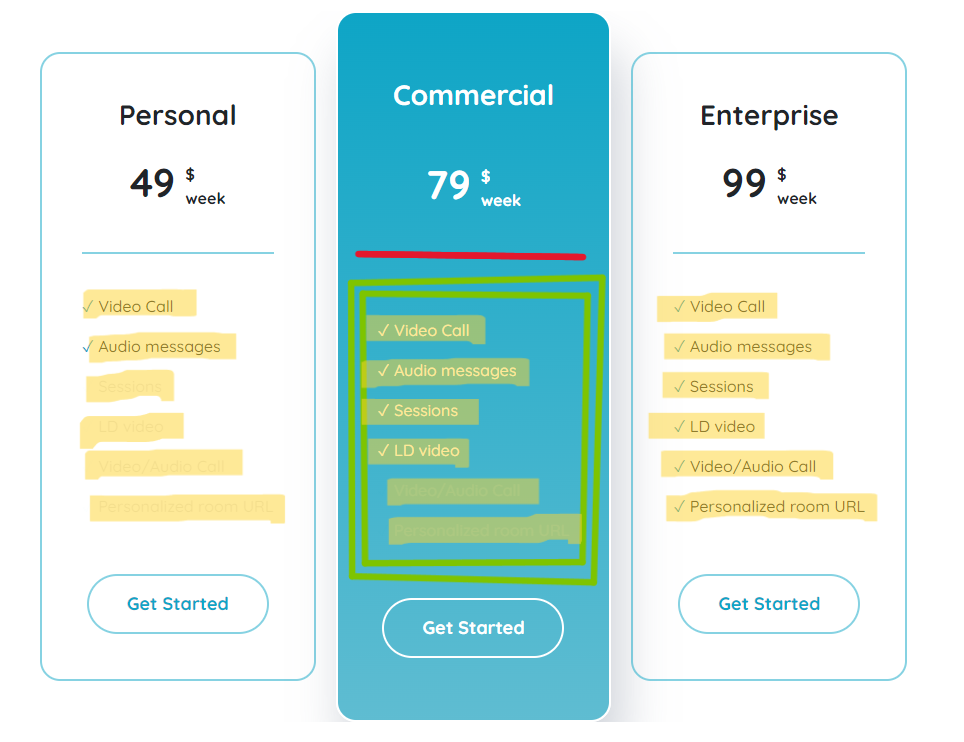 Personal
49 $
week
✓ Video Call
✓ Audio messages
Sessions
LD video
Video/Audio Call
Personalized room URL
Get Started
Commercial
79 $
week
✓ Video Call
✓ Audio messages
✓ Sessions
✓ LD video
Video/Audio Call
Personalized room URL
Get Started
Enterprise
99 $
week
✓ Video Call
✓ Audio messages
✓ Sessions
✓ LD video
✓ Video/Audio Call
✓ Personalized room URL
Get Started